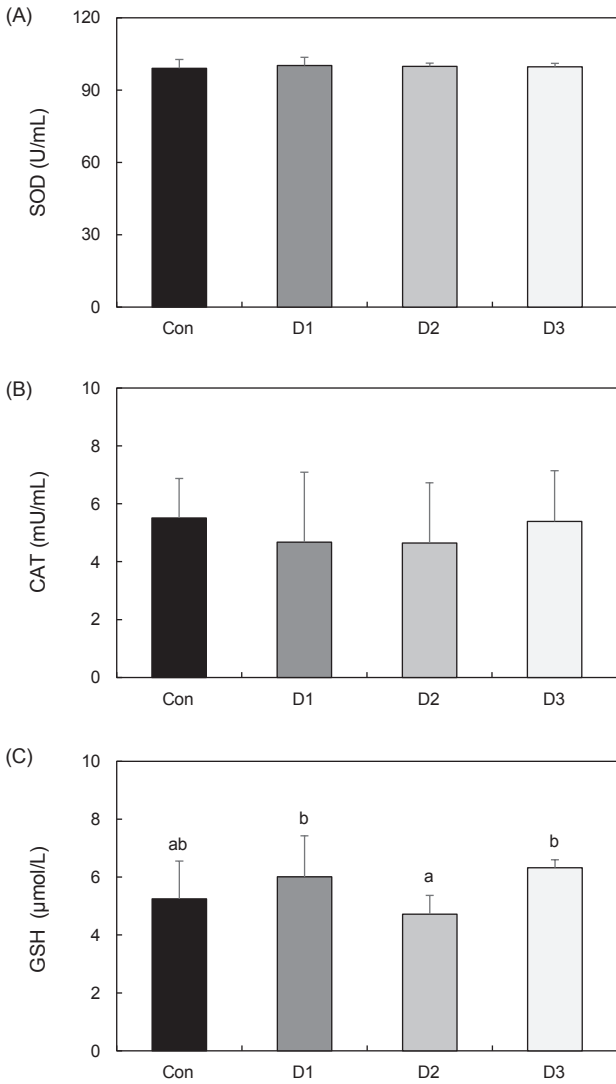 (A)
120
90
60
30
0
SOD (U/mL)
Con D1 D2 D3
(B)
10
8
6
4
2
0
CAT (mU/mL)
Con D1 D2 D3
(C)
10
8
6
4
2
0
GSH (µmol/L)
ab b a b
Con D1 D2 D3